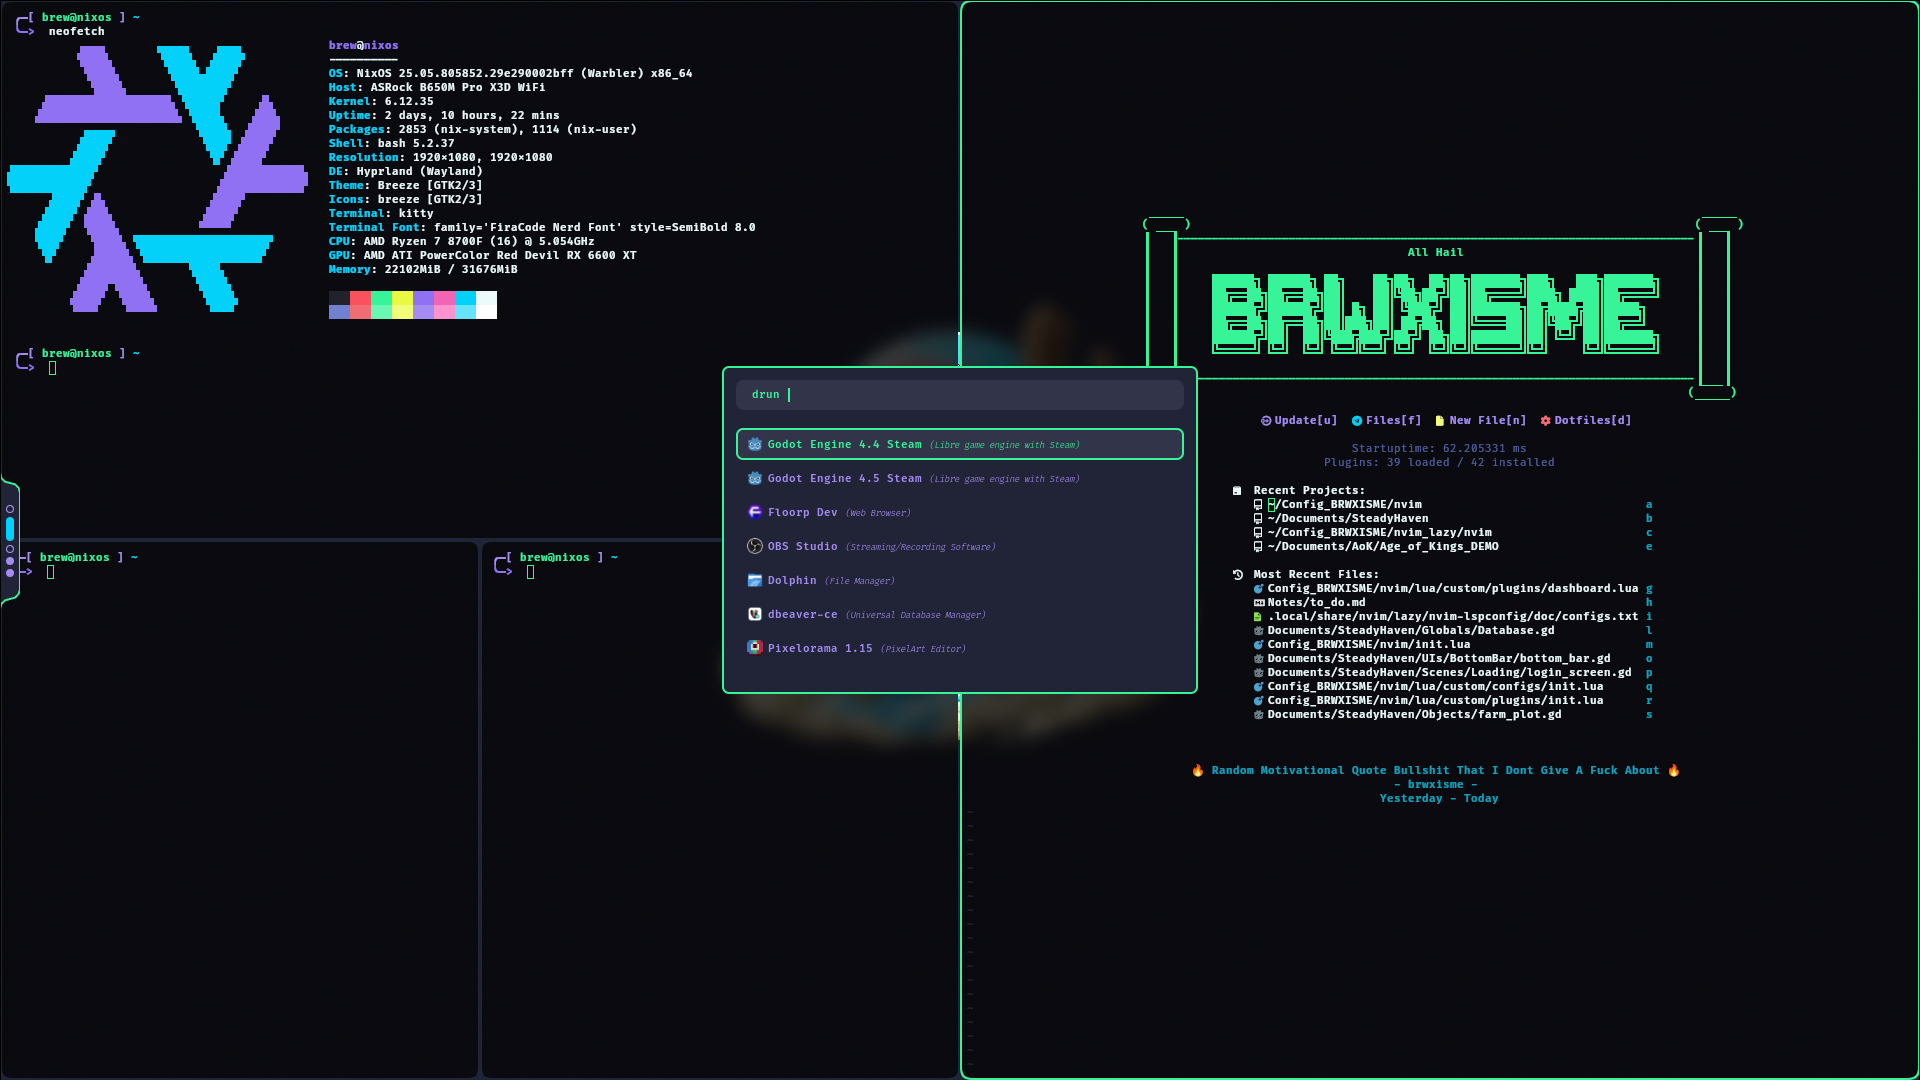 [ brew@nixos ] ~
> neofetch
brew@nixos
----------
OS: NixOS 25.05.805852.29e290002bff (Warbler) x86_64
Host: ASRock B650M Pro X3D WiFi
Kernel: 6.12.35
Uptime: 2 days, 10 hours, 22 mins
Packages: 2853 (nix-system), 1114 (nix-user)
Shell: bash 5.2.37
Resolution: 1920×1080, 1920×1080
DE: Hyprland (Wayland)
Theme: Breeze [GTK2/3]
Icons: breeze [GTK2/3]
Terminal: kitty
Terminal Font: family='FiraCode Nerd Font' style=SemiBold 8.0
CPU: AMD Ryzen 7 8700F (16) @ 5.054GHz
GPU: AMD ATI PowerColor Red Devil RX 6600 XT
Memory: 22102MiB / 31676MiB
[ brew@nixos ] ~
>
[ brew@nixos ] ~
>
[ brew@nixos ] ~
>
drun
Godot Engine 4.4 Steam (Libre game engine with Steam)
Godot Engine 4.5 Steam (Libre game engine with Steam)
Floorp Dev (Web Browser)
OBS Studio (Streaming/Recording Software)
Dolphin (File Manager)
dbeaver-ce (Universal Database Manager)
Pixelorama 1.15 (PixelArt Editor)
All Hail
BRWXISME
Update[u] Files[f] New File[n] Dotfiles[d]
Startuptime: 62.205331 ms
Plugins: 39 loaded / 42 installed
Recent Projects:
~/Config_BRWXISME/nvim a
~/Documents/SteadyHaven b
~/Config_BRWXISME/nvim_lazy/nvim c
~/Documents/AoK/Age_of_Kings_DEMO e
Most Recent Files:
Config_BRWXISME/nvim/lua/custom/plugins/dashboard.lua g
Notes/to_do.md h
.local/share/nvim/lazy/nvim-lspconfig/doc/configs.txt i
Documents/SteadyHaven/Globals/Database.gd l
Config_BRWXISME/nvim/init.lua m
Documents/SteadyHaven/UIs/BottomBar/bottom_bar.gd o
Documents/SteadyHaven/Scenes/Loading/login_screen.gd p
Config_BRWXISME/nvim/lua/custom/configs/init.lua q
Config_BRWXISME/nvim/lua/custom/plugins/init.lua r
Documents/SteadyHaven/Objects/farm_plot.gd s
🔥 Random Motivational Quote Bullshit That I Dont Give A Fuck About 🔥
- brwxisme -
Yesterday - Today